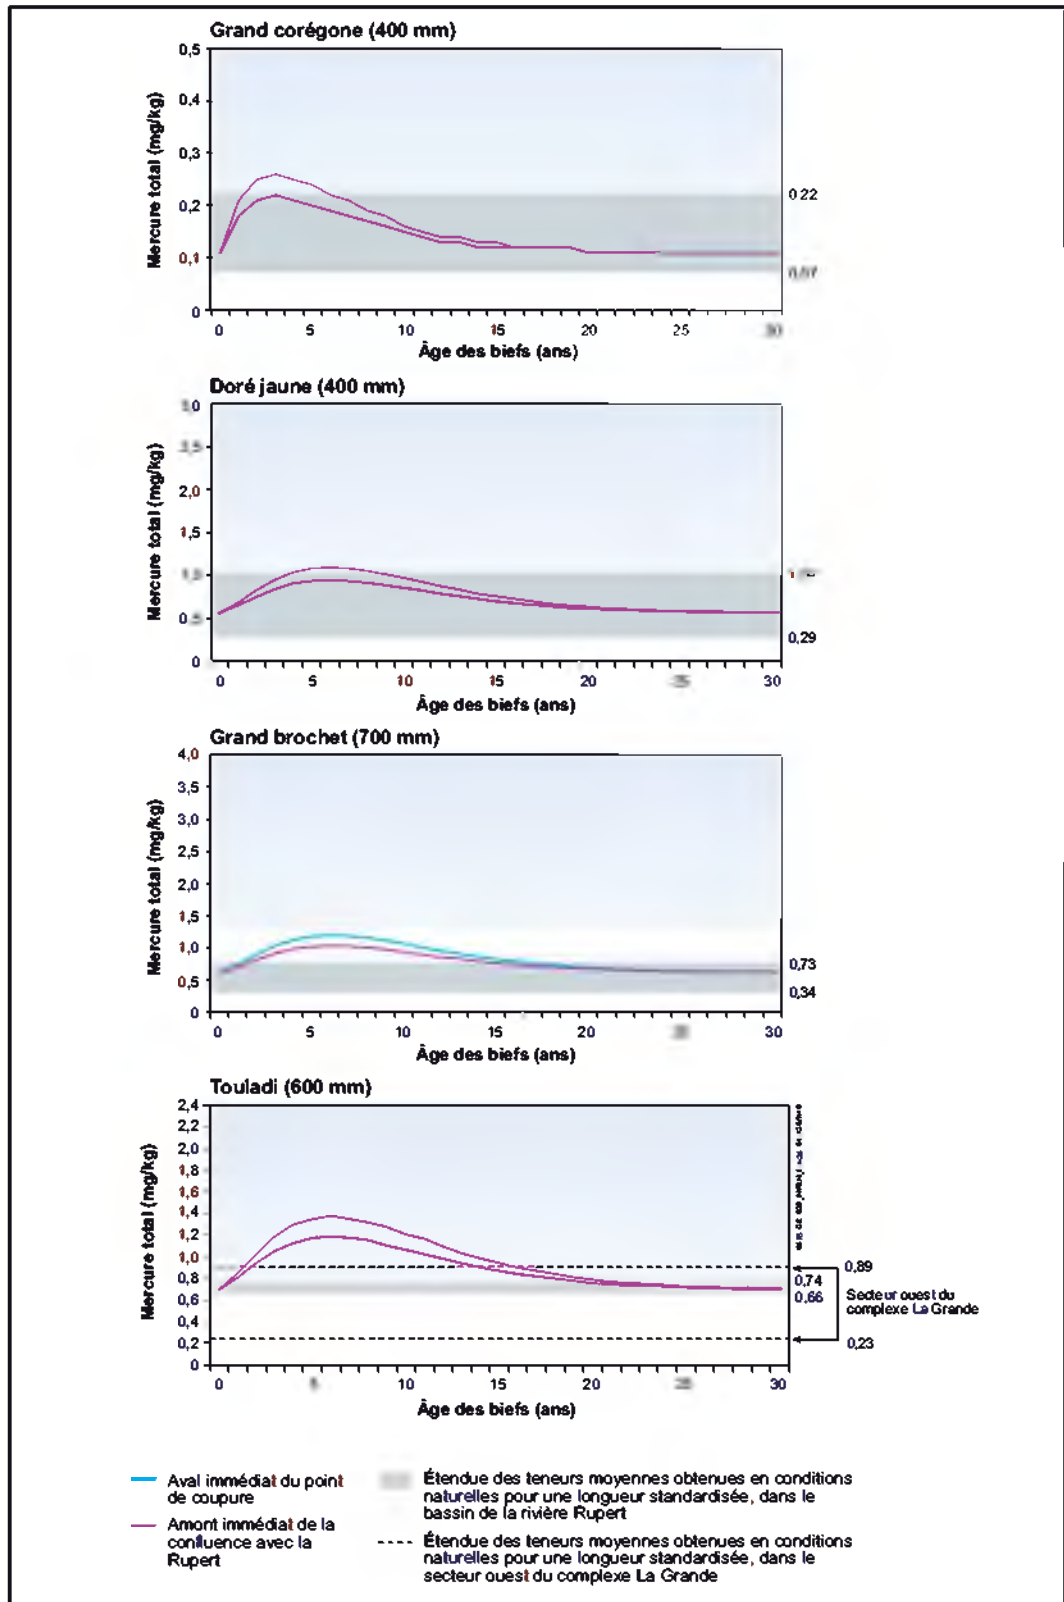 Grand corégone (400 mm)
Mercure total (mg/kg)
0,5
0,4
0,3
0,2
0,1
0
0,22
0,07
0 5 10 15 20 25 30
Âge des biefs (ans)
Doré jaune (400 mm)
Mercure total (mg/kg)
2,0
1,5
0,5
0
0,29
0 5 10 15 20 25 30
Âge des biefs (ans)
Grand brochet (700 mm)
Mercure total (mg/kg)
4,0
3,5
3,0
2,5
2,0
1,5
1,0
0,5
0
0,73
0,34
0 5 10 15 20 30
Âge des biefs (ans)
Touladi (600 mm)
Mercure total (mg/kg)
2,4
2,2
2,0
1,8
1,6
1,4
1,2
1,0
0,8
0,6
0,4
0,2
0
0,89
0,74
0,66
Secteur ouest du
complexe La Grande
0,23
0 5 10 15 20 25 30
Âge des biefs (ans)
Aval immédiat du point
de coupure
Amont immédiat de la
confluence avec la
Rupert
Étendue des teneurs moyennes obtenues en conditions
naturelles pour une longueur standardisée, dans le
bassin de la rivière Rupert
Étendue des teneurs moyennes obtenues en conditions
naturelles pour une longueur standardisée, dans le
secteur ouest du complexe La Grande